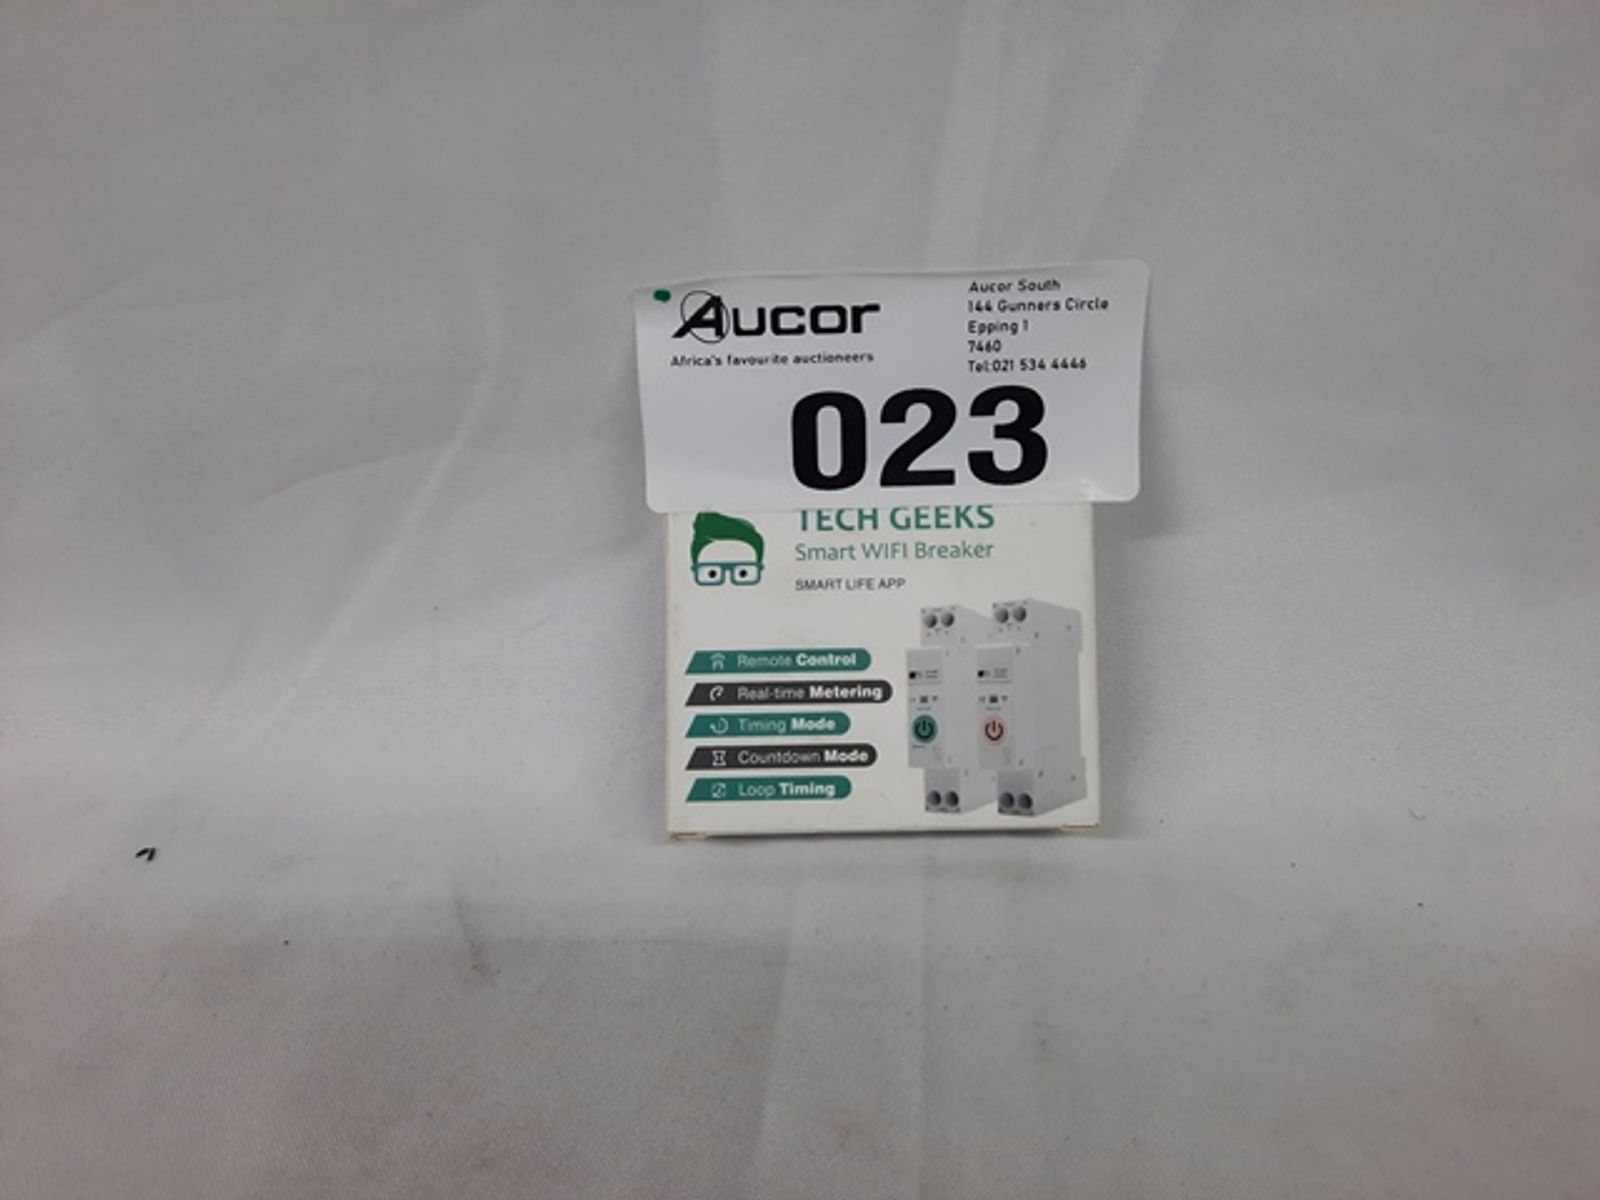 Aucor
Africa's favourite auctioneers
Aucor South
144 Gunners Circle
Epping 1
7460
Tel:021 534 4446
023
TECH GEEKS
Smart WIFI Breaker
SMART LIFE APP
Remote Control
Real-time Metering
Timing Mode
Countdown Mode
Loop Timing